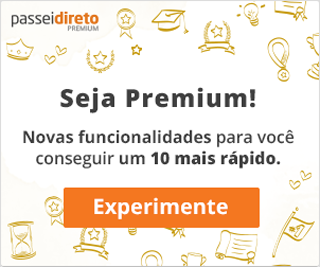 passeidireto
PREMIUM
Seja Premium!
Novas funcionalidades para você
conseguir um 10 mais rápido.
Experimente